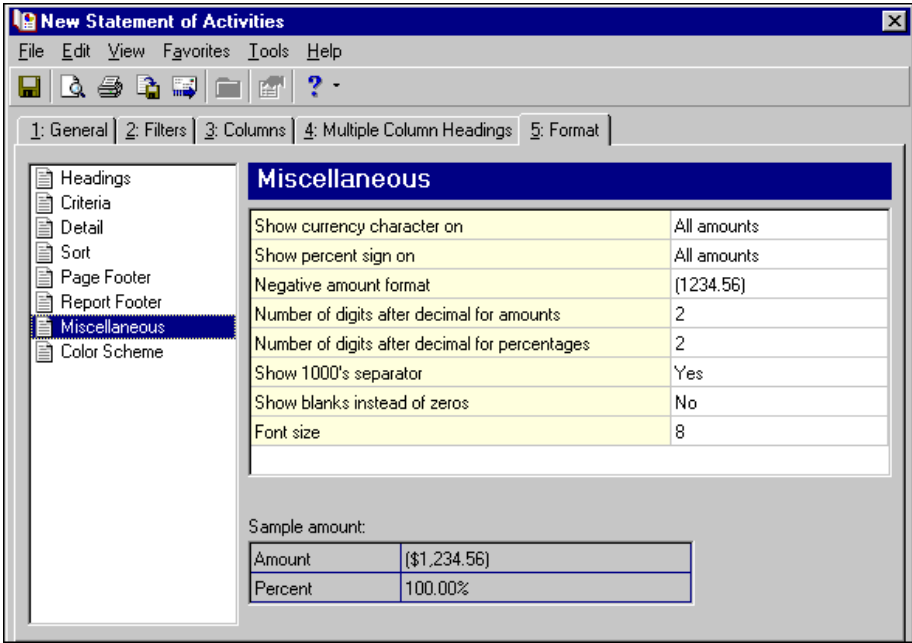 New Statement of Activities
File Edit View Favorites Tools Help
?
1: General 2: Filters 3: Columns 4: Multiple Column Headings 5: Format
Headings
Criteria
Detail
Sort
Page Footer
Report Footer
Miscellaneous
Color Scheme
Miscellaneous
Show currency character on All amounts
Show percent sign on All amounts
Negative amount format (1234.56)
Number of digits after decimal for amounts 2
Number of digits after decimal for percentages 2
Show 1000's separator Yes
Show blanks instead of zeros No
Font size 8
Sample amount:
Amount ($1,234.56)
Percent 100.00%